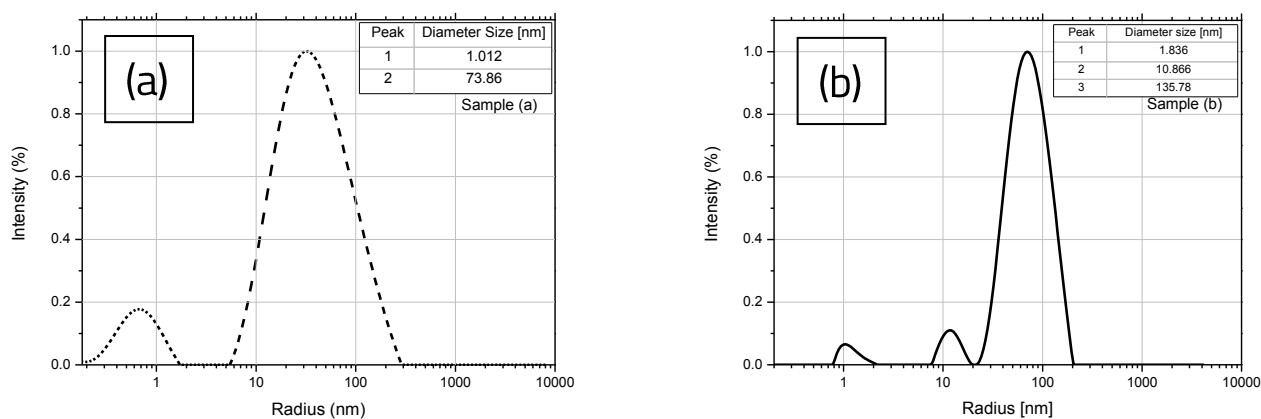 (a)
Peak Diameter Size [nm]
1 1.012
2 73.86
Sample (a)
1.0
0.8
0.6
0.4
0.2
0.0
Intensity (%)
1 10 100 1000 10000
Radius (nm)
(b)
Peak Diameter size [nm]
1 1.836
2 10.866
3 135.78
Sample (b)
1.0
0.8
0.6
0.4
0.2
0.0
Intensity (%)
1 10 100 1000 10000
Radius [nm]